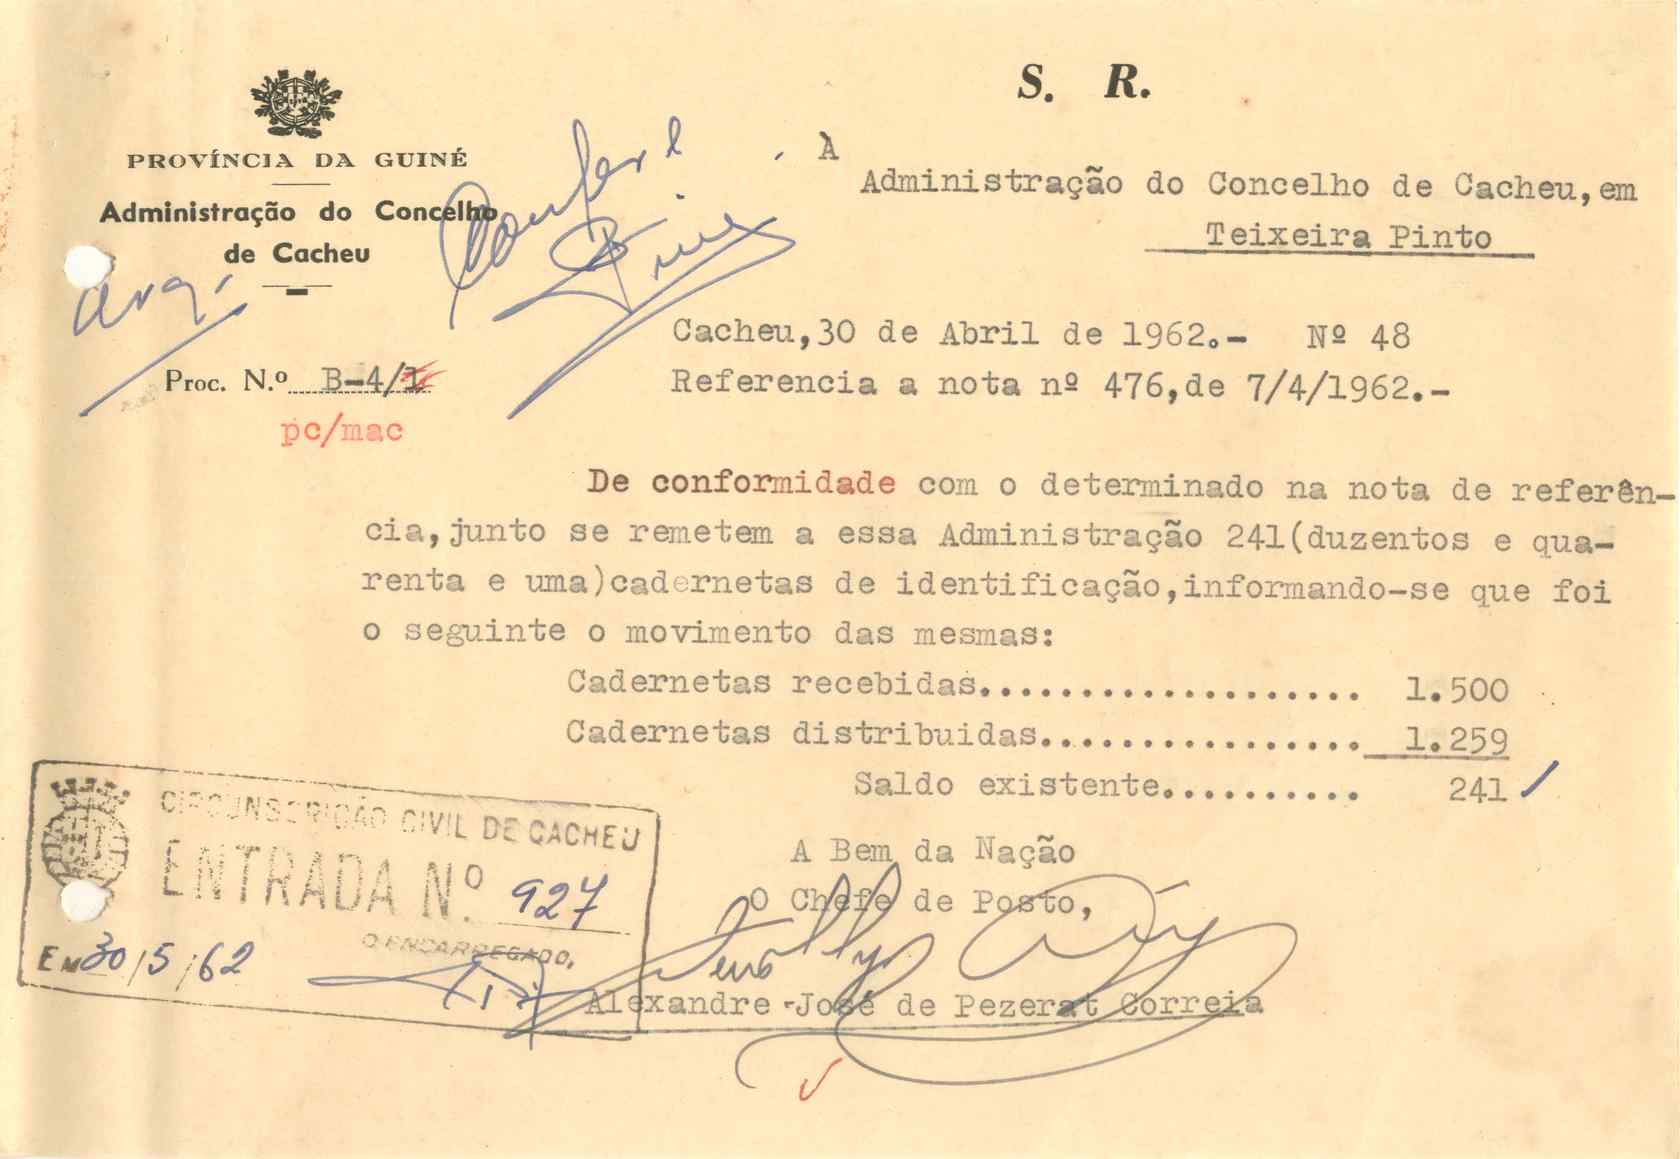 S. R.
PROVÍNCIA DA GUINÉ
Administração do Concelho
de Cacheu
Arq.
Confere
À
Administração do Concelho de Cacheu, em
Teixeira Pinto
Cacheu, 30 de Abril de 1962.- Nº 48
Proc. N.º B-4/1
Referencia a nota nº 476, de 7/4/1962.-
pc/mac
De conformidade com o determinado na nota de referên-
cia, junto se remetem a essa Administração 241(duzentos e qua-
renta e uma)cadernetas de identificação,informando-se que foi
o seguinte o movimento das mesmas:
Cadernetas recebidas................... 1.500
Cadernetas distribuidas................ 1.259
Saldo existente.......... 241
A Bem da Nação
O Chefe de Posto,
Alexandre José de Pezerat Correia
CIRCUNSCRIÇÃO CIVIL DE CACHEU
ENTRADA N.º 927
O ENCARREGADO,
EM 30/5/62